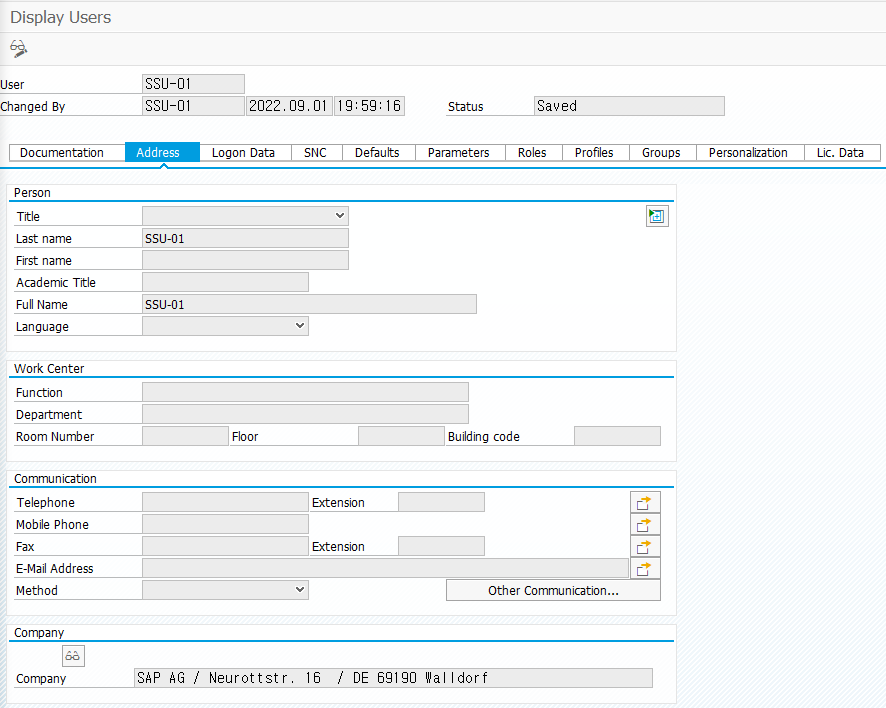 Display Users
User SSU-01
Changed By SSU-01 2022.09.01 19:59:16 Status Saved
Documentation Address Logon Data SNC Defaults Parameters Roles Profiles Groups Personalization Lic. Data
Person
Title
Last name SSU-01
First name
Academic Title
Full Name SSU-01
Language
Work Center
Function
Department
Room Number Floor Building code
Communication
Telephone Extension
Mobile Phone
Fax Extension
E-Mail Address
Method Other Communication...
Company
Company SAP AG / Neurottstr. 16 / DE 69190 Walldorf